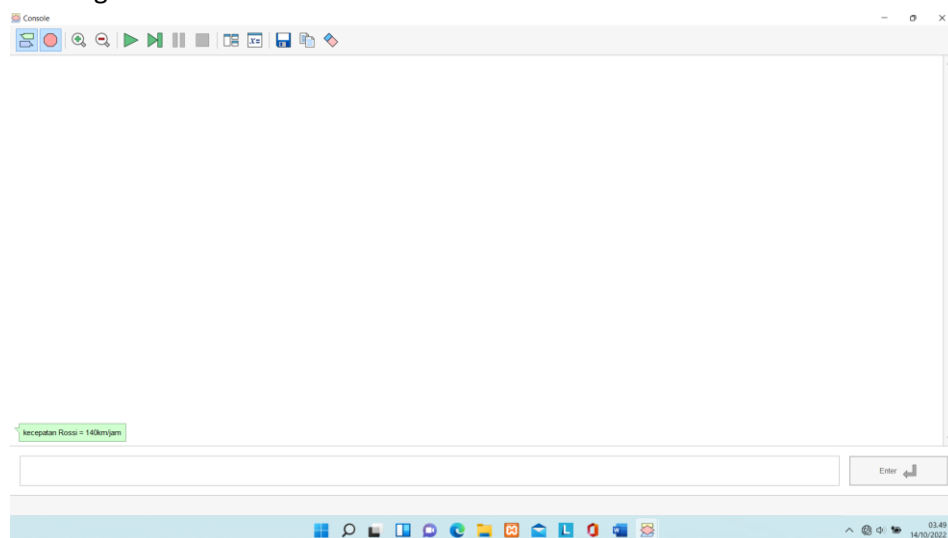 Console
x=
kecepatan Rossi = 140km/jam
Enter
L
03.49
14/10/2022